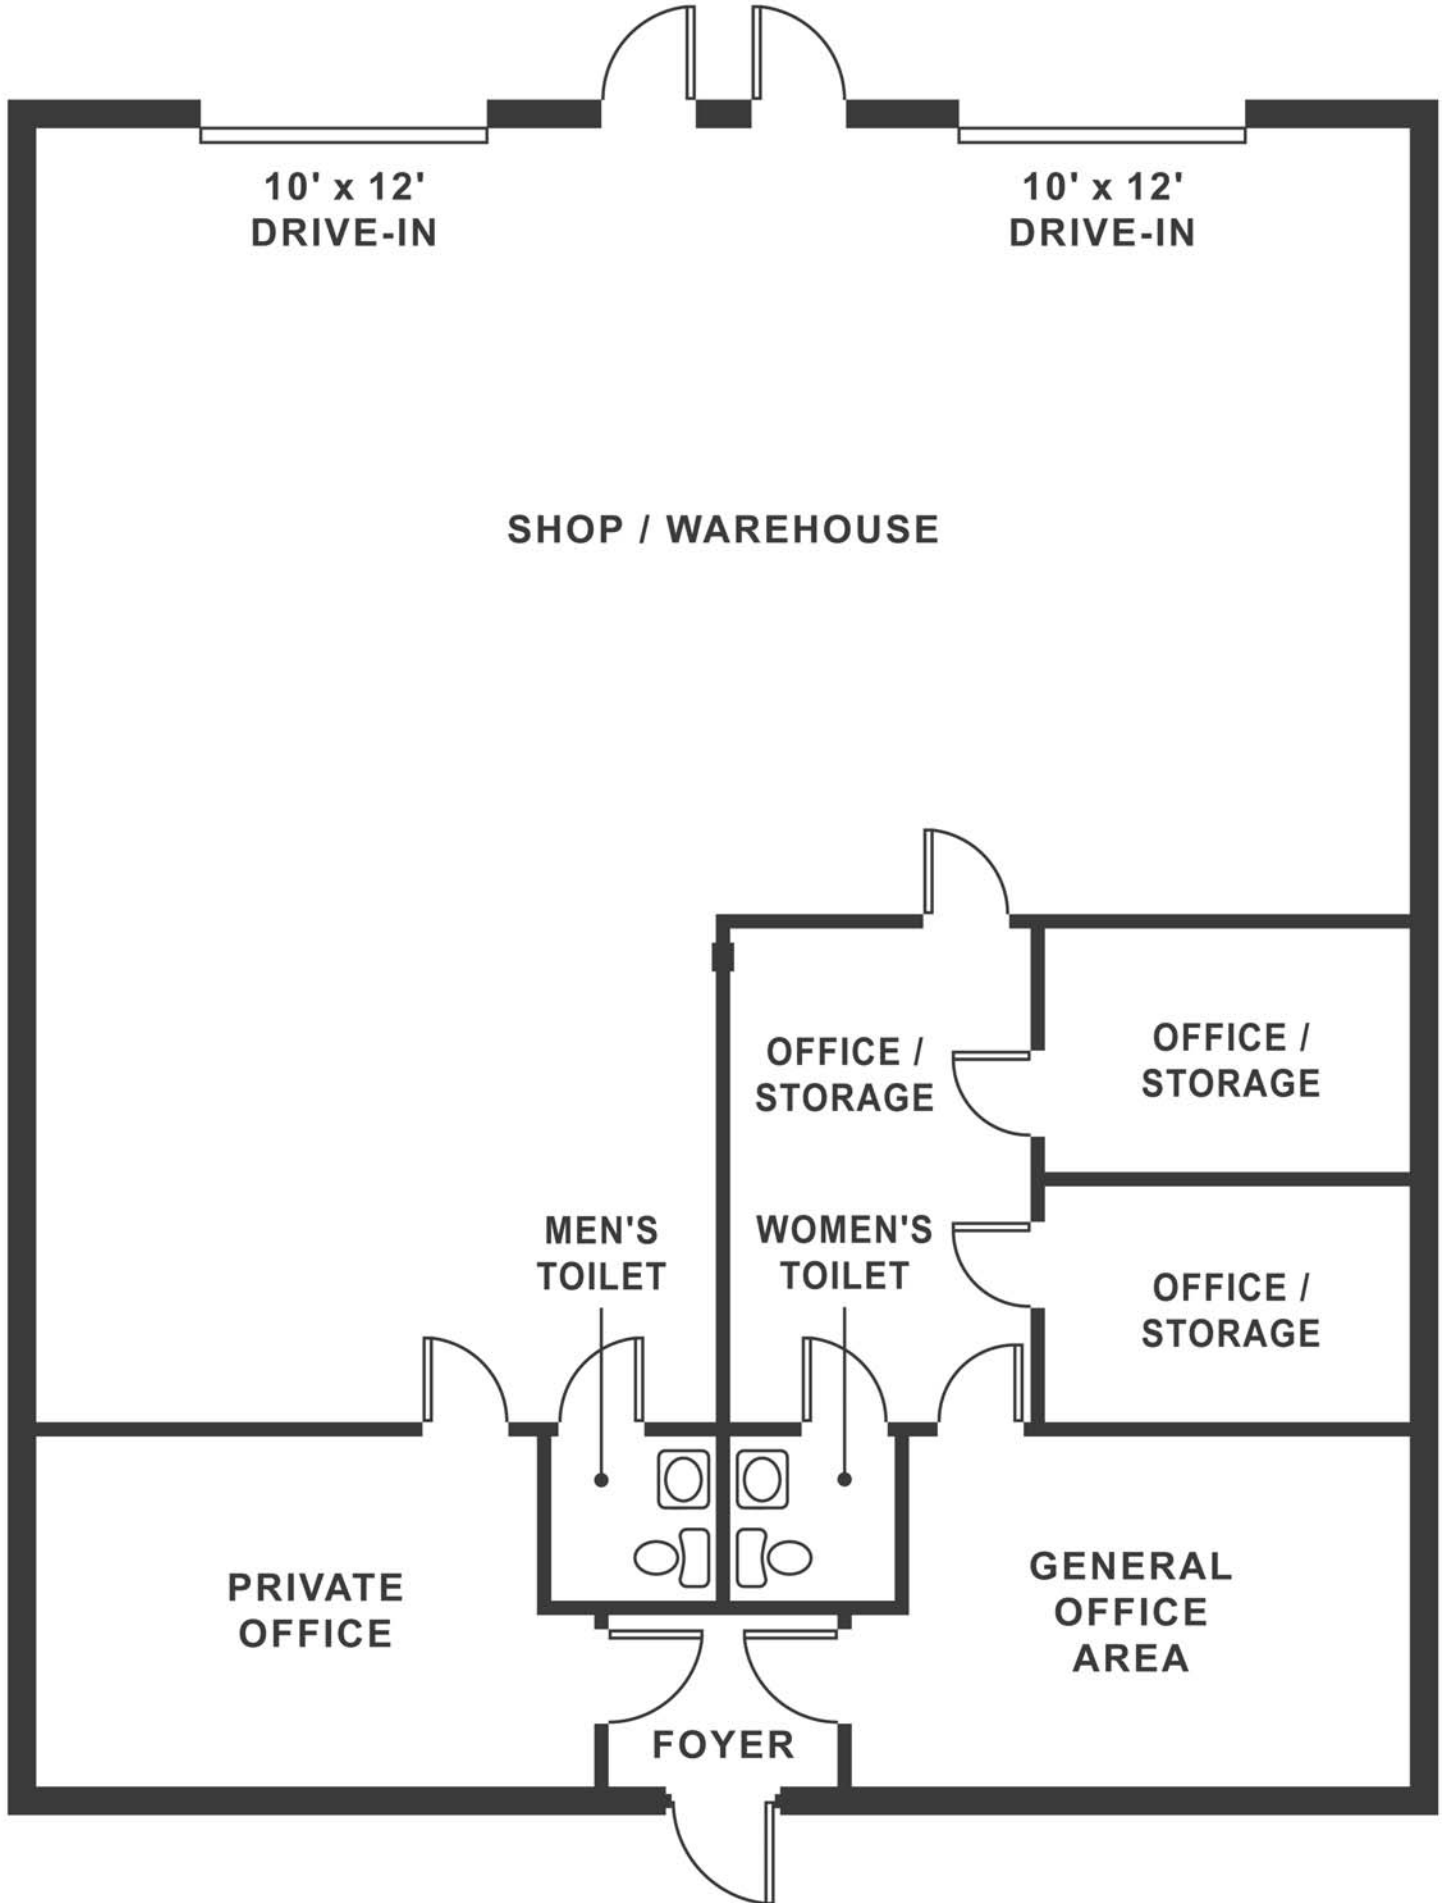 10' x 12'
DRIVE-IN
10' x 12'
DRIVE-IN
SHOP / WAREHOUSE
OFFICE /
STORAGE
OFFICE /
STORAGE
MEN'S
TOILET
WOMEN'S
TOILET
OFFICE /
STORAGE
PRIVATE
OFFICE
GENERAL
OFFICE
AREA
FOYER